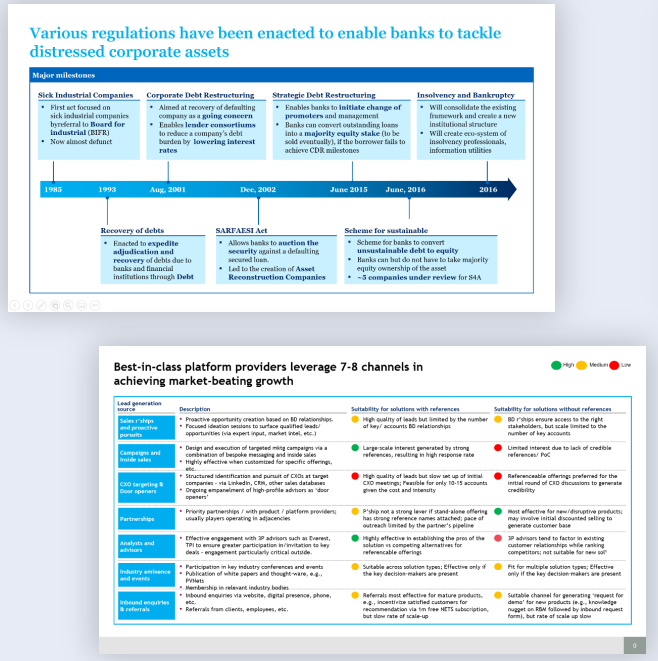 Various regulations have been enacted to enable banks to tackle
distressed corporate assets
Major milestones
Sick Industrial Companies
• First act focused on
sick industrial companies
byreferral to Board for
industrial (BIFR)
• Now almost defunct
Corporate Debt Restructuring
• Aimed at recovery of defaulting
company as a going concern
• Enables lender consortiums
to reduce a company's debt
burden by lowering interest
rates
Strategic Debt Restructuring
• Enables banks to initiate change of
promoters and management
• Banks can convert outstanding loans
into a majority equity stake (to be
sold eventually), if the borrower fails to
achieve CDR milestones
Insolvency and Bankruptcy
• Will consolidate the existing
framework and create a new
institutional structure
• Will create eco-system of
insolvency professionals,
information utilities
1985 1993 Aug, 2001 Dec, 2002 June 2015 June, 2016 2016
Recovery of debts
• Enacted to expedite
adjudication and
recovery of debts due to
banks and financial
institutions through Debt
SARFAESI Act
• Allows banks to auction the
security against a defaulting
secured loan.
• Led to the creation of Asset
Reconstruction Companies
Scheme for sustainable
• Scheme for banks to convert
unsustainable debt to equity
• Banks can but do not have to take majority
equity ownership of the asset
• ~5 companies under review for S4A
Best-in-class platform providers leverage 7-8 channels in
achieving market-beating growth
High Medium Low
Lead generation
source
Description
Suitability for solutions with references
Suitability for solutions without references
Sales r'ships
and proactive
pursuits
• Proactive opportunity creation based on BD relationships.
• Focused ideation sessions to surface qualified leads/
opportunities (via expert input, market intel, etc.)
High quality of leads but limited by the number
of key/ accounts BD relationships
BD r'ships ensure access to the right
stakeholders, but scale limited to the
number of key accounts
Campaigns and
Inside sales
• Design and execution of targeted mktg campaigns via a
combination of bespoke messaging and inside sales
• Highly effective when customized for specific offerings,
etc.
Large-scale interest generated by strong
references, resulting in high response rate
Limited interest due to lack of credible
references/ PoC
CXO targeting &
Door openers
• Structured identification and pursuit of CXOs at target
companies - via LinkedIn, CRM, other sales databases
• Ongoing empanelment of high-profile advisors as 'door
openers'
High quality of leads but slow set up of initial
CXO meetings; Feasible for only 10-15 accounts
given the cost and intensity
Referenceable offerings preferred for the
initial round of CXO discussions to generate
credibility
Partnerships
• Priority partnerships / with product / platform providers;
usually players operating in adjacencies
P'ship not a strong lever if stand-alone offering
has strong reference names attached; pace of
outreach limited by the partner's pipeline
Most effective for new/disruptive products;
may involve initial discounted selling to
generate customer base
Analysts and
advisors
• Effective engagement with 3P advisors such as Everest,
TPI to ensure greater participation in/invitation to key
deals - engagement particularly critical outside.
Highly effective in establishing the pros of the
solution vs competing alternatives for
referencable offerings
3P advisors tend to factor in existing
customer relationships while ranking
competitors; not suitable for new sol'
Industry eminence
and events
• Participation in key industry conferences and events
• Publication of white papers and thought-ware, e.g.,
PVNets
• Membership in relevant industry bodies
Suitable across solution types; Effective only if
the key decision-makers are present
Fit for multiple solution types; Effective
only if the key decision-makers are present
Inbound enquiries
& referrals
• Inbound enquiries via website, digital presence, phone,
etc.
• Referrals from clients, employees, etc.
Referrals most effective for mature products,
e.g., incentivize satisfied customers for
recommendation via 1m free NETS subscription,
but slow rate of scale-up
Suitable channel for generating 'request for
demo' for new products (e.g., knowledge
nugget on RBM followed by inbound request
form), but rate of scale up slow
0